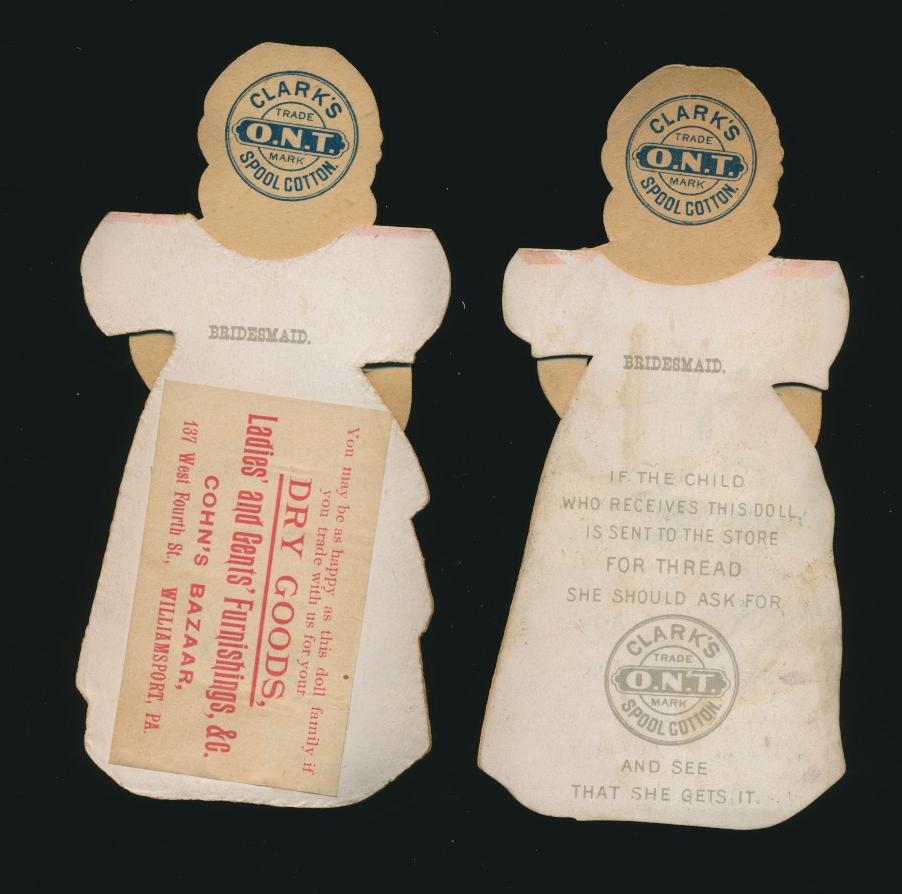 CLARK'S
TRADE
O.N.T.
MARK
SPOOL COTTON.
BRIDESMAID.
You may be as happy as this doll family if
you trade with us for your
DRY GOODS,
Ladies' and Gents' Furnishings, &C.
COHN'S BAZAAR,
137 West Fourth St., WILLIAMSPORT, PA.
CLARK'S
TRADE
O.N.T.
MARK
SPOOL COTTON.
BRIDESMAID.
IF THE CHILD
WHO RECEIVES THIS DOLL
IS SENT TO THE STORE
FOR THREAD
SHE SHOULD ASK FOR
CLARK'S
TRADE
O.N.T.
MARK
SPOOL COTTON.
AND SEE
THAT SHE GETS IT.